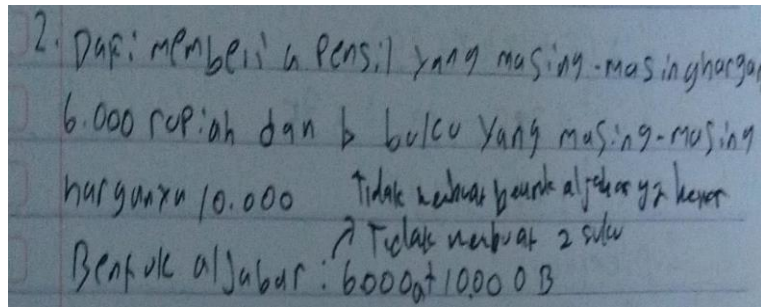 2. Dafi membeli a Pensil yang masing-masing harga
6.000 rupiah dan b buku yang masing-masing
harganya 10.000 Tidak membuat bentuk aljabar yg benar
Tidak membuat 2 suku
Bentuk aljabar : 6000a + 10.000 B